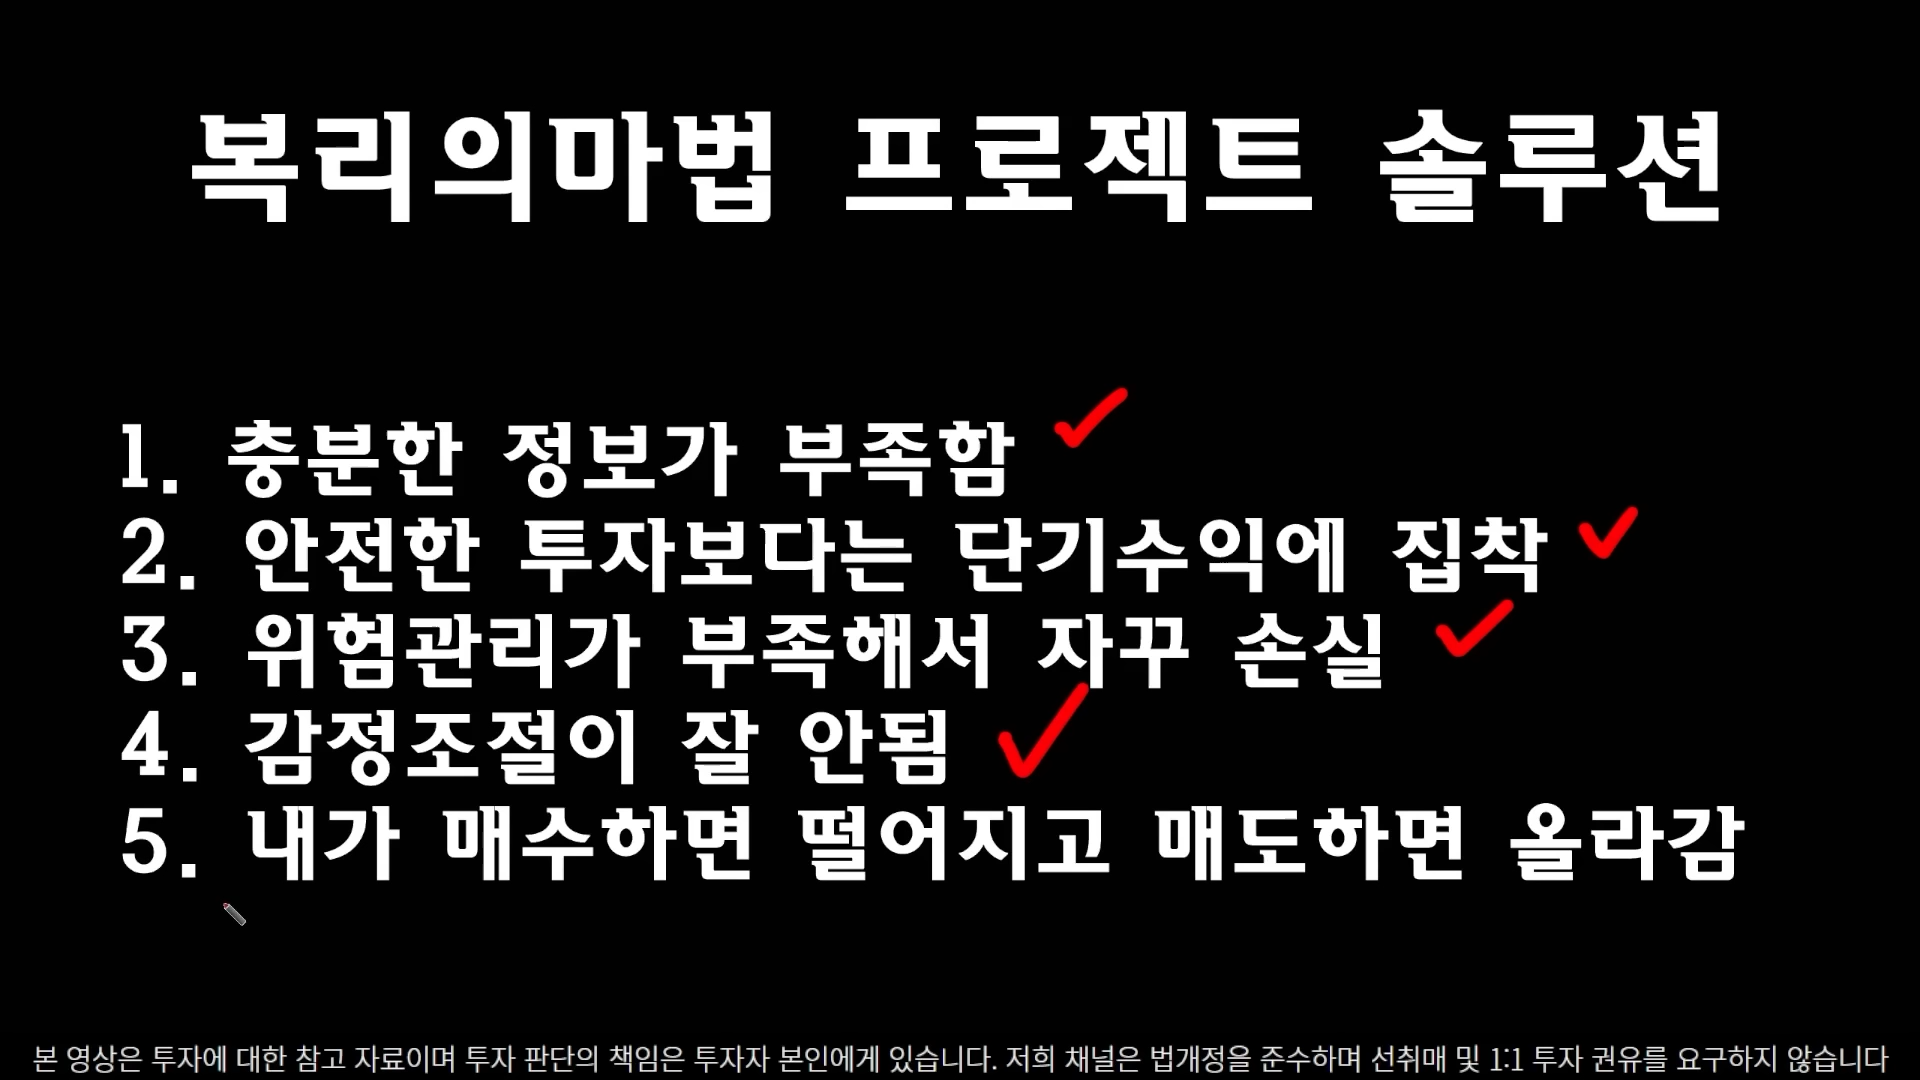 복리의마법 프로젝트 솔루션
1. 충분한 정보가 부족함
2. 안전한 투자보다는 단기수익에 집착
3. 위험관리가 부족해서 자꾸 손실
4. 감정조절이 잘 안됨
5. 내가 매수하면 떨어지고 매도하면 올라감
본 영상은 투자에 대한 참고 자료이며 투자 판단의 책임은 투자자 본인에게 있습니다. 저희 채널은 법개정을 준수하며 선취매 및 1:1 투자 권유를 요구하지 않습니다